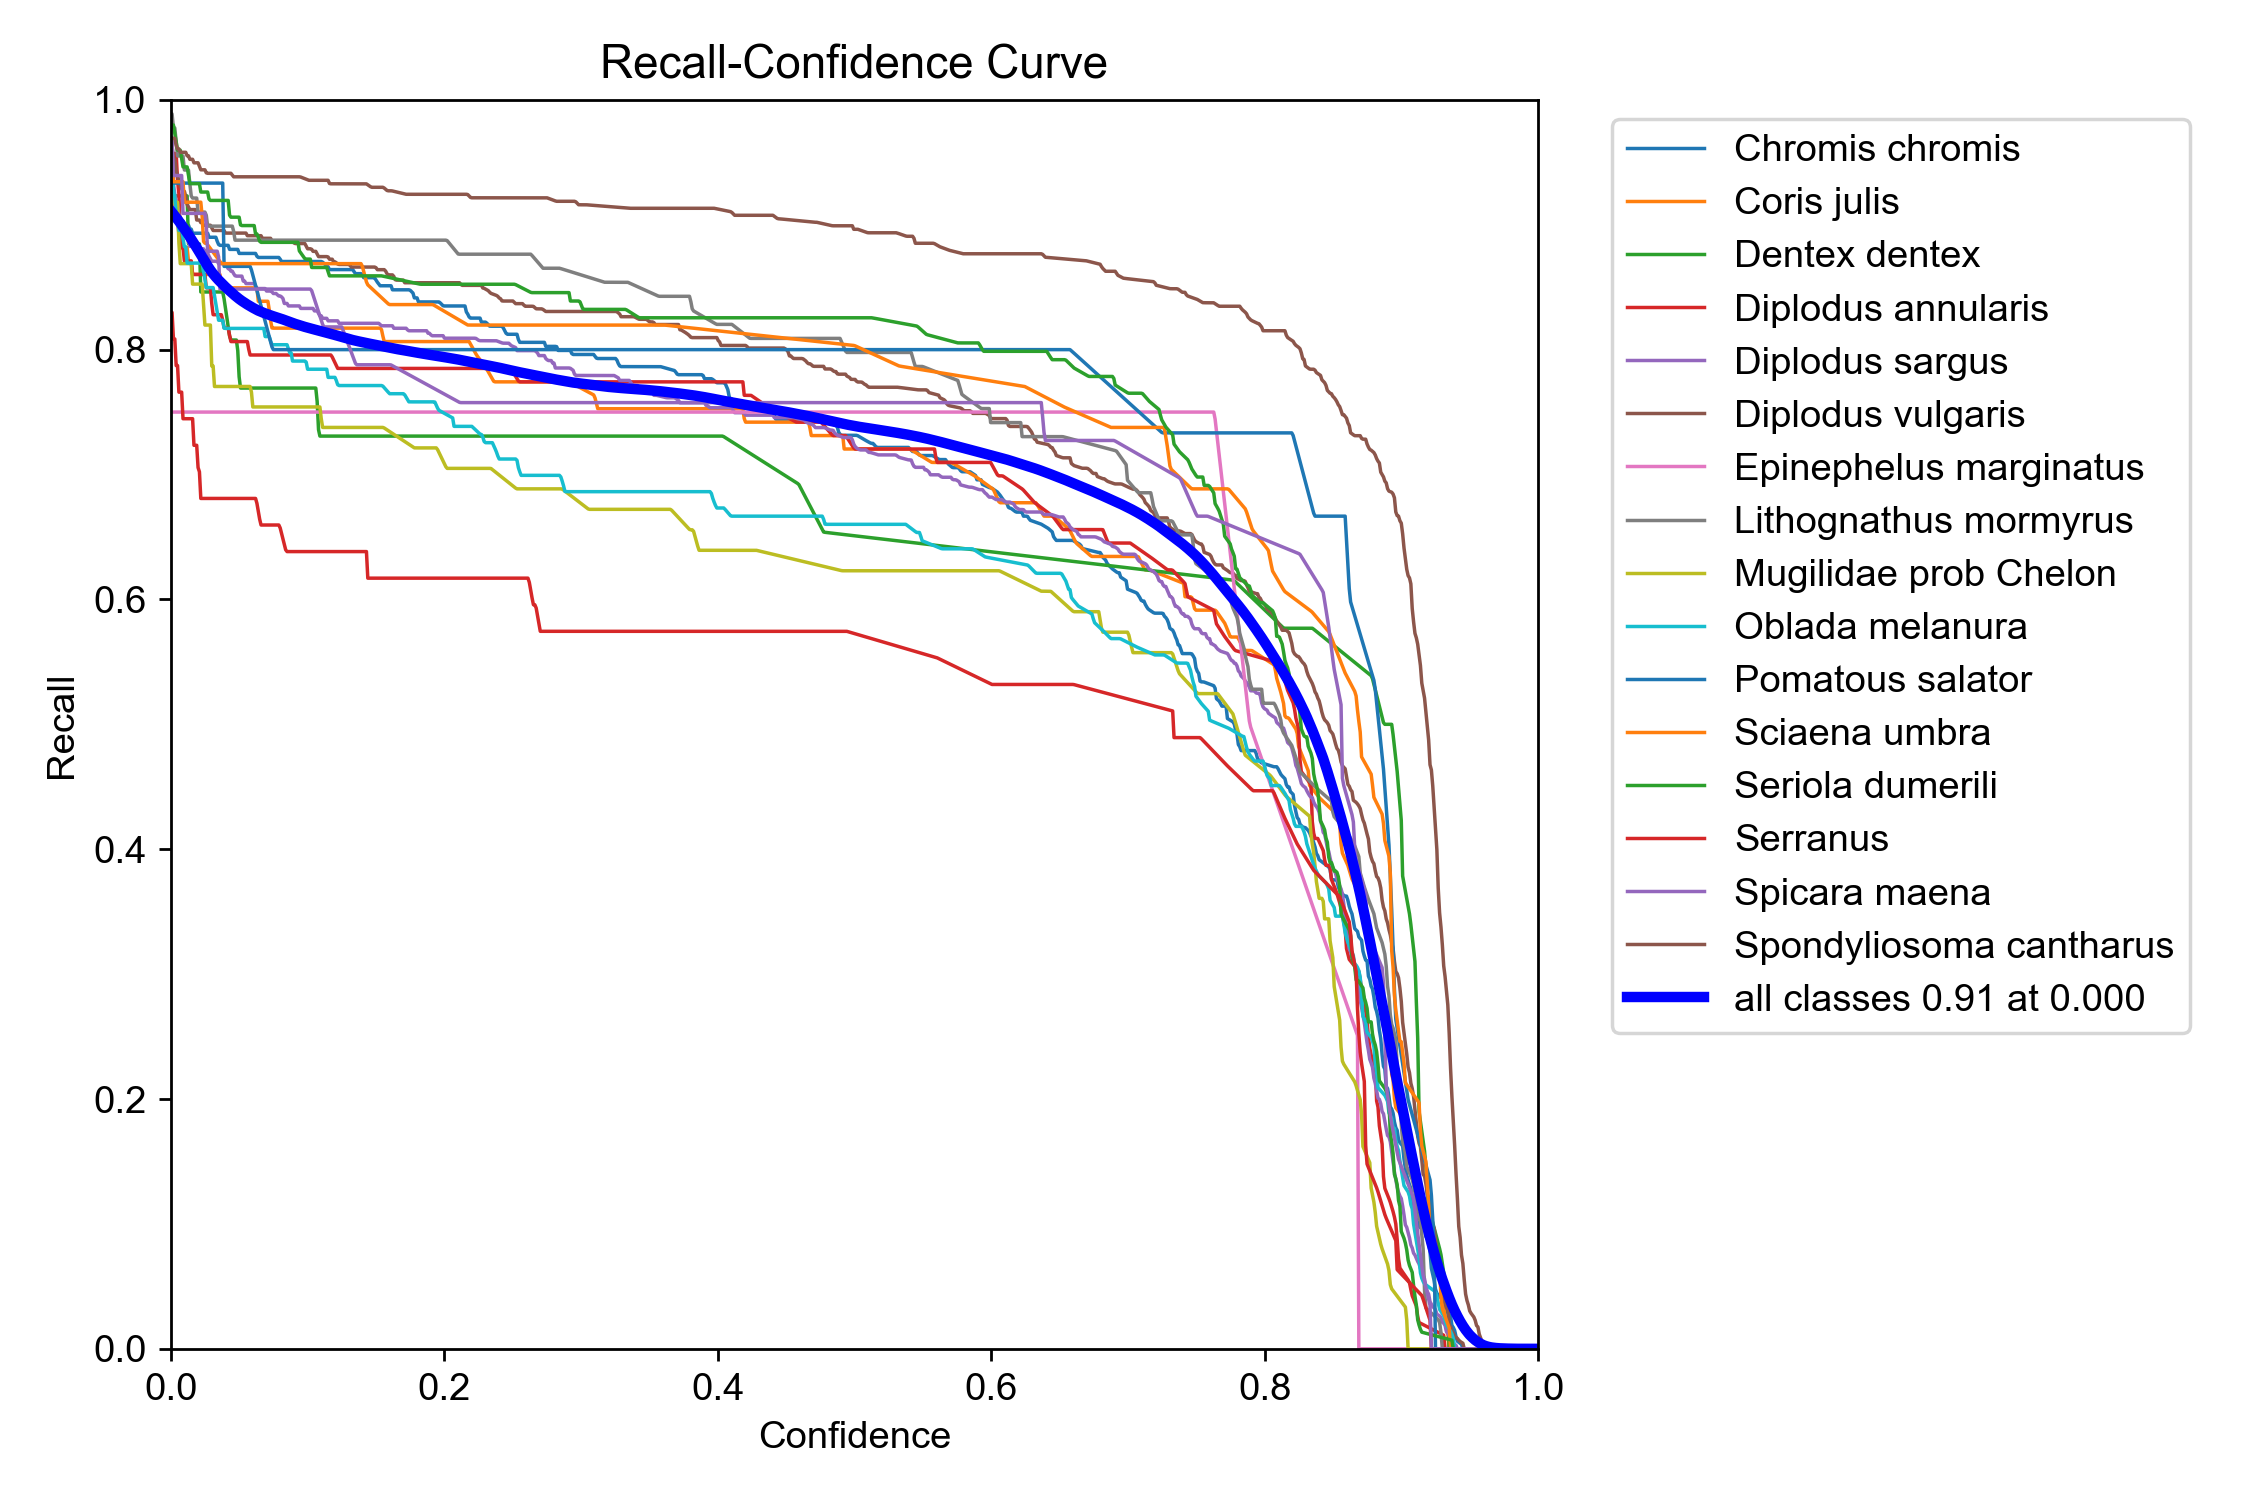 Recall-Confidence Curve
1.0
0.8
0.6
0.4
0.2
0.0
Recall
0.0 0.2 0.4 0.6 0.8 1.0
Confidence
Chromis chromis
Coris julis
Dentex dentex
Diplodus annularis
Diplodus sargus
Diplodus vulgaris
Epinephelus marginatus
Lithognathus mormyrus
Mugilidae prob Chelon
Oblada melanura
Pomatous salator
Sciaena umbra
Seriola dumerili
Serranus
Spicara maena
Spondyliosoma cantharus
all classes 0.91 at 0.000